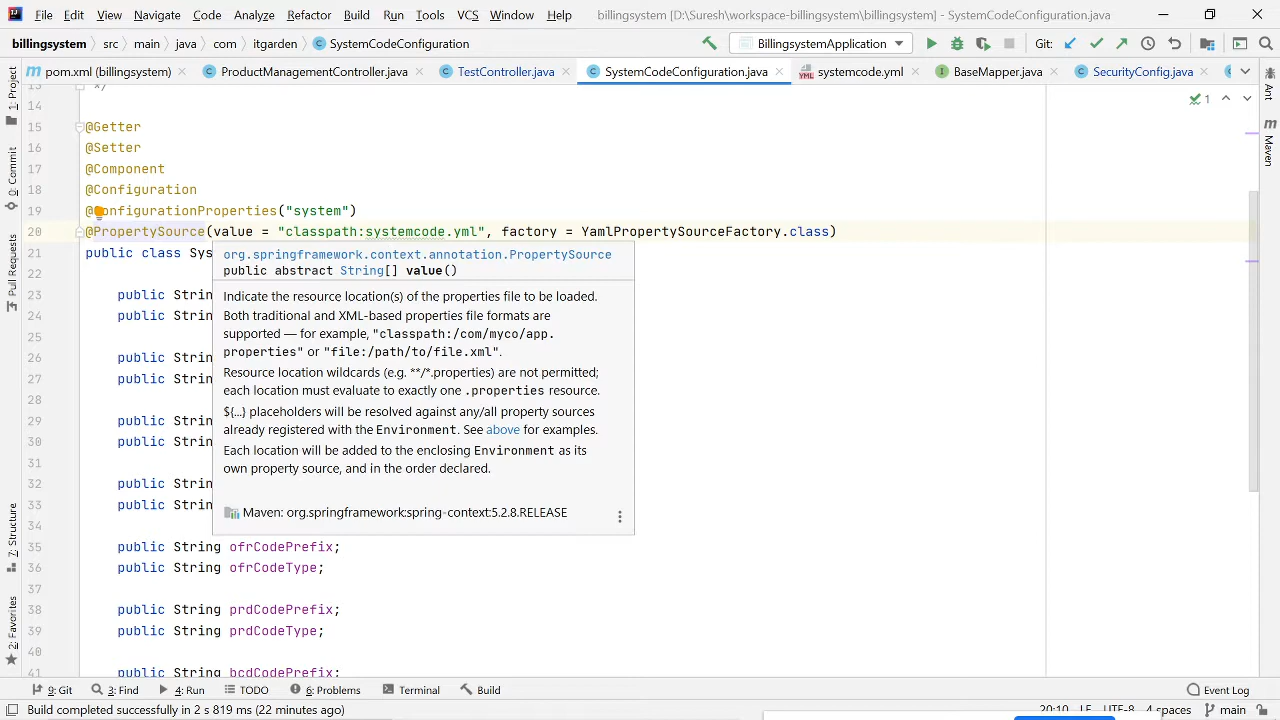 File Edit View Navigate Code Analyze Refactor Build Run Tools VCS Window Help billingsystem [D:\Suresh\workspace-billingsystem\billingsystem] - SystemCodeConfiguration.java
billingsystem src main java com itgarden SystemCodeConfiguration BillingsystemApplication Git:
pom.xml (billingsystem) ProductManagementController.java TestController.java SystemCodeConfiguration.java systemcode.yml BaseMapper.java SecurityConfig.java
1: Project
0: Commit
Pull Requests
7: Structure
2: Favorites
Ant
Maven
1
13 */
14
15 @Getter
16 @Setter
17 @Component
18 @Configuration
19 @ConfigurationProperties("system")
20 @PropertySource(value = "classpath:systemcode.yml", factory = YamlPropertySourceFactory.class)
21 public class Sys
22
23 public Strin
24 public Strin
25
26 public Strin
27 public Strin
28
29 public Strin
30 public Strin
31
32 public Strin
33 public Strin
34
35 public String ofrCodePrefix;
36 public String ofrCodeType;
37
38 public String prdCodePrefix;
39 public String prdCodeType;
40
41 public String bcdCodePrefix;
org.springframework.context.annotation.PropertySource
public abstract String[] value()
Indicate the resource location(s) of the properties file to be loaded.
Both traditional and XML-based properties file formats are
supported — for example, "classpath:/com/myco/app.
properties" or "file:/path/to/file.xml".
Resource location wildcards (e.g. **/*.properties) are not permitted;
each location must evaluate to exactly one .properties resource.
${...} placeholders will be resolved against any/all property sources
already registered with the Environment. See above for examples.
Each location will be added to the enclosing Environment as its
own property source, and in the order declared.
Maven: org.springframework:spring-context:5.2.8.RELEASE
9: Git 3: Find 4: Run TODO 6: Problems Terminal Build Event Log
Build completed successfully in 2 s 819 ms (22 minutes ago) 20:10 LF UTF-8 4 spaces main